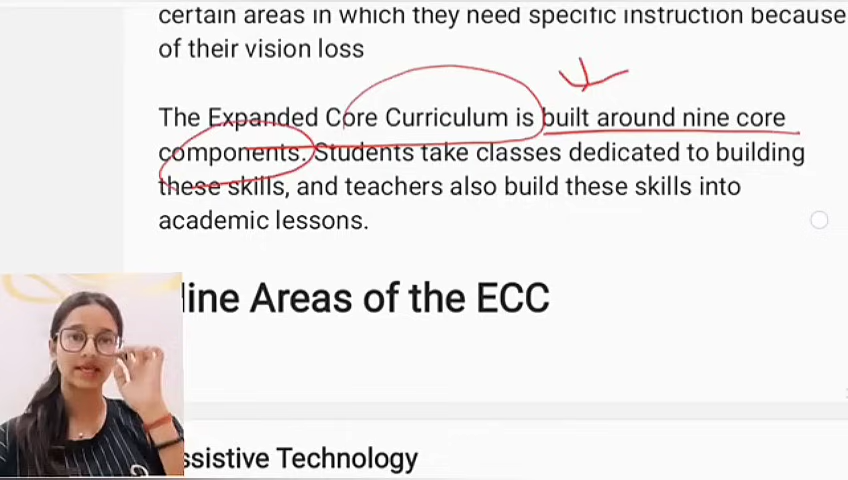 certain areas in which they need specific instruction because
of their vision loss
The Expanded Core Curriculum is built around nine core
components. Students take classes dedicated to building
these skills, and teachers also build these skills into
academic lessons.
Areas of the ECC
Technology